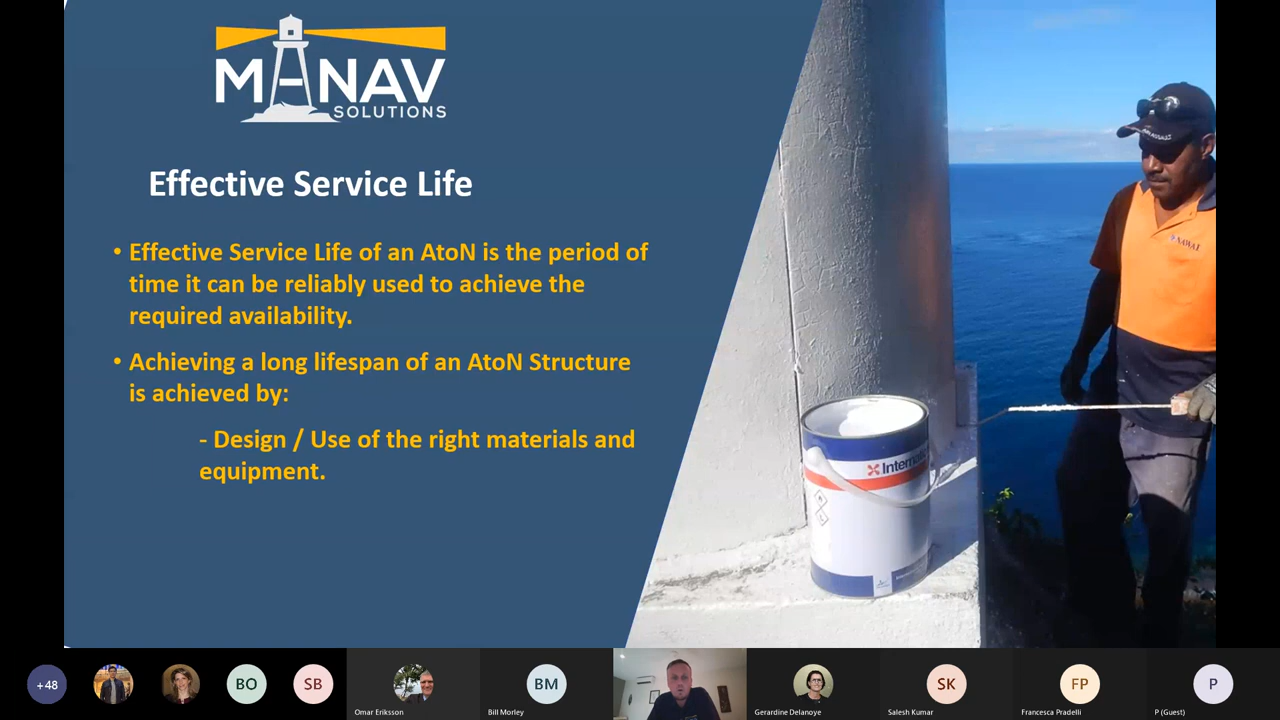 MANAV
SOLUTIONS
Effective Service Life
• Effective Service Life of an AtoN is the period of
time it can be reliably used to achieve the
required availability.
• Achieving a long lifespan of an AtoN Structure
is achieved by:
- Design / Use of the right materials and
equipment.
+48
BO
SB
Omar Eriksson
BM
Bill Morley
Gerardine Delanoye
SK
Salesh Kumar
FP
Francesca Pradelli
P
P (Guest)